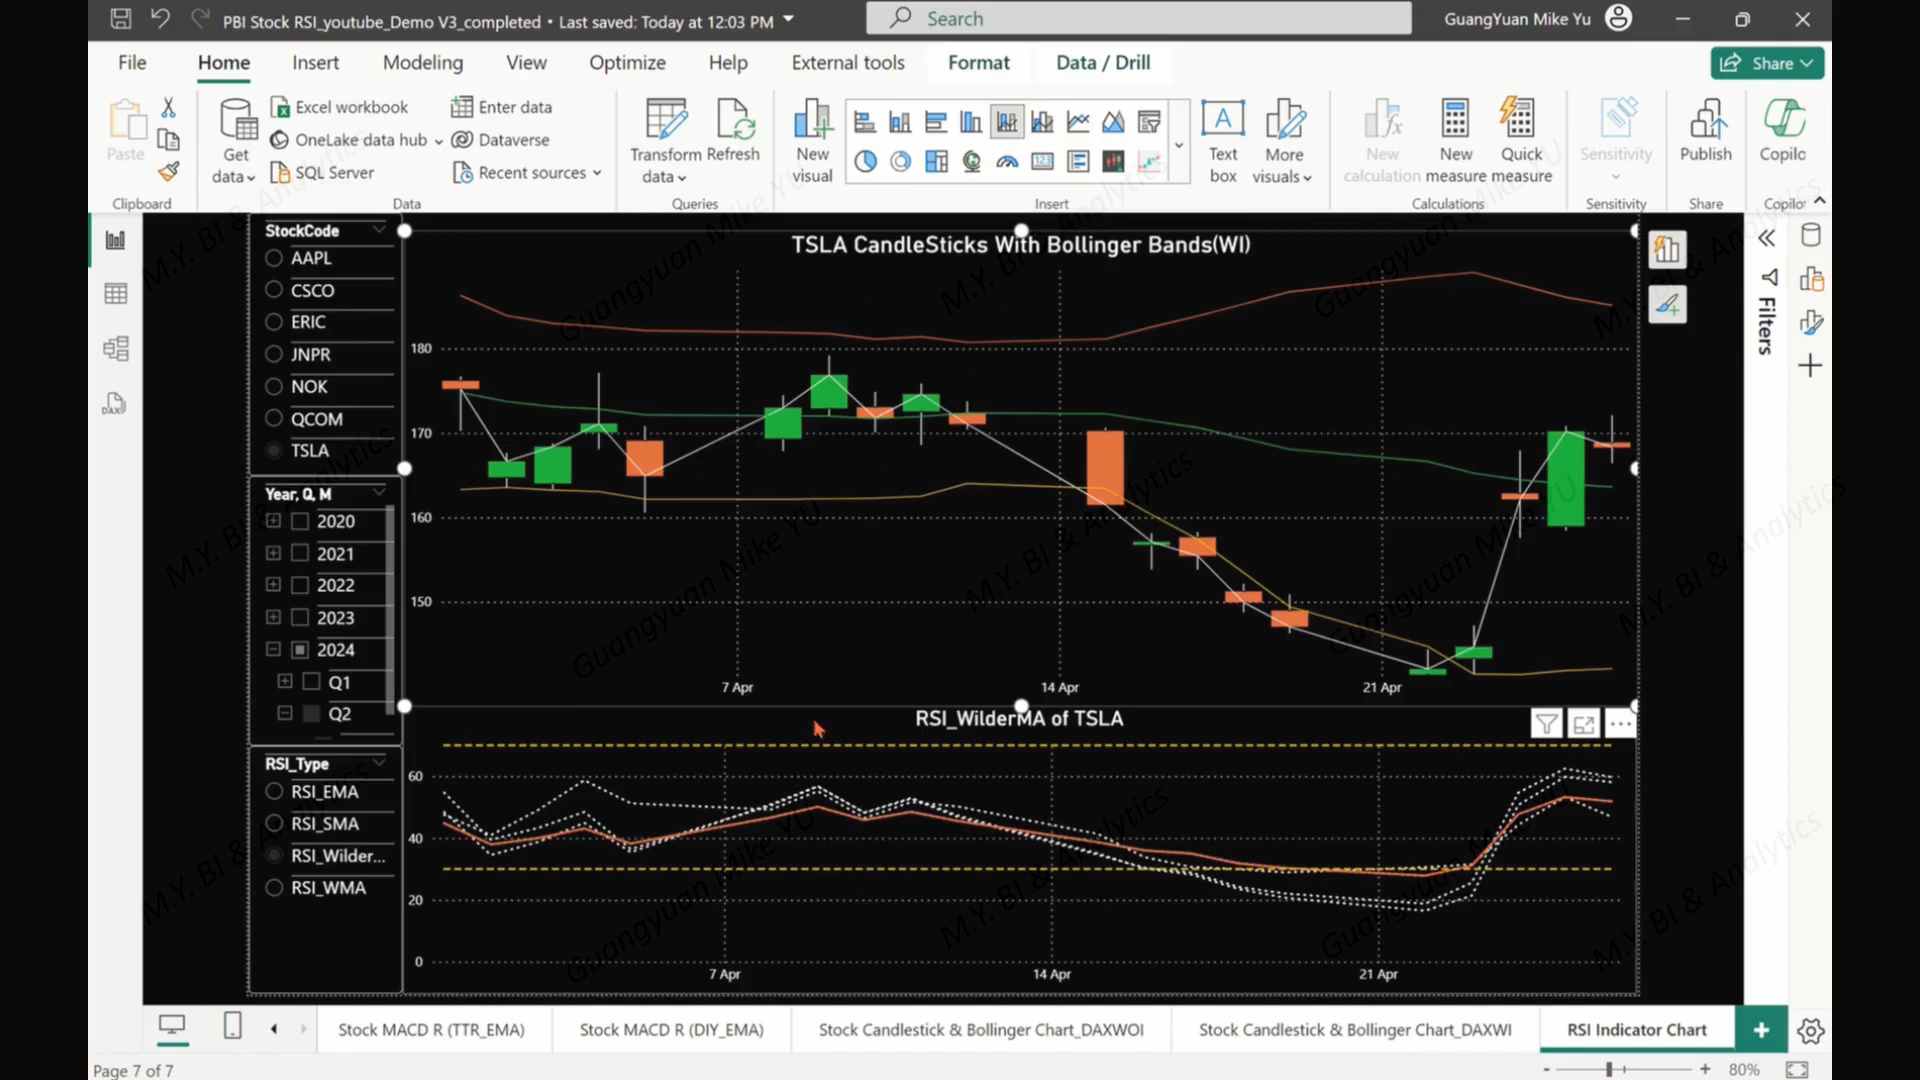 PBI Stock RSI_youtube_Demo V3_completed • Last saved: Today at 12:03 PM
Search
GuangYuan Mike Yu
File Home Insert Modeling View Optimize Help External tools Format Data / Drill
Share
Paste
Clipboard
Get data
Excel workbook
OneLake data hub
SQL Server
Enter data
Dataverse
Recent sources
Data
Transform data
Refresh
Queries
New visual
Text box
More visuals
Insert
New calculation
New measure
Quick measure
Calculations
Sensitivity
Sensitivity
Publish
Share
Copilo
Copilot
StockCode
AAPL
CSCO
ERIC
JNPR
NOK
QCOM
TSLA
Year, Q, M
2020
2021
2022
2023
2024
Q1
Q2
RSI_Type
RSI_EMA
RSI_SMA
RSI_Wilder...
RSI_WMA
TSLA CandleSticks With Bollinger Bands(WI)
180
170
160
150
7 Apr
14 Apr
21 Apr
RSI_WilderMA of TSLA
60
40
20
0
7 Apr
14 Apr
21 Apr
Filters
Guangyuan Mike YU
M.Y. BI & Analytics
Stock MACD R (TTR_EMA)
Stock MACD R (DIY_EMA)
Stock Candlestick & Bollinger Chart_DAXWOI
Stock Candlestick & Bollinger Chart_DAXWI
RSI Indicator Chart
Page 7 of 7
80%